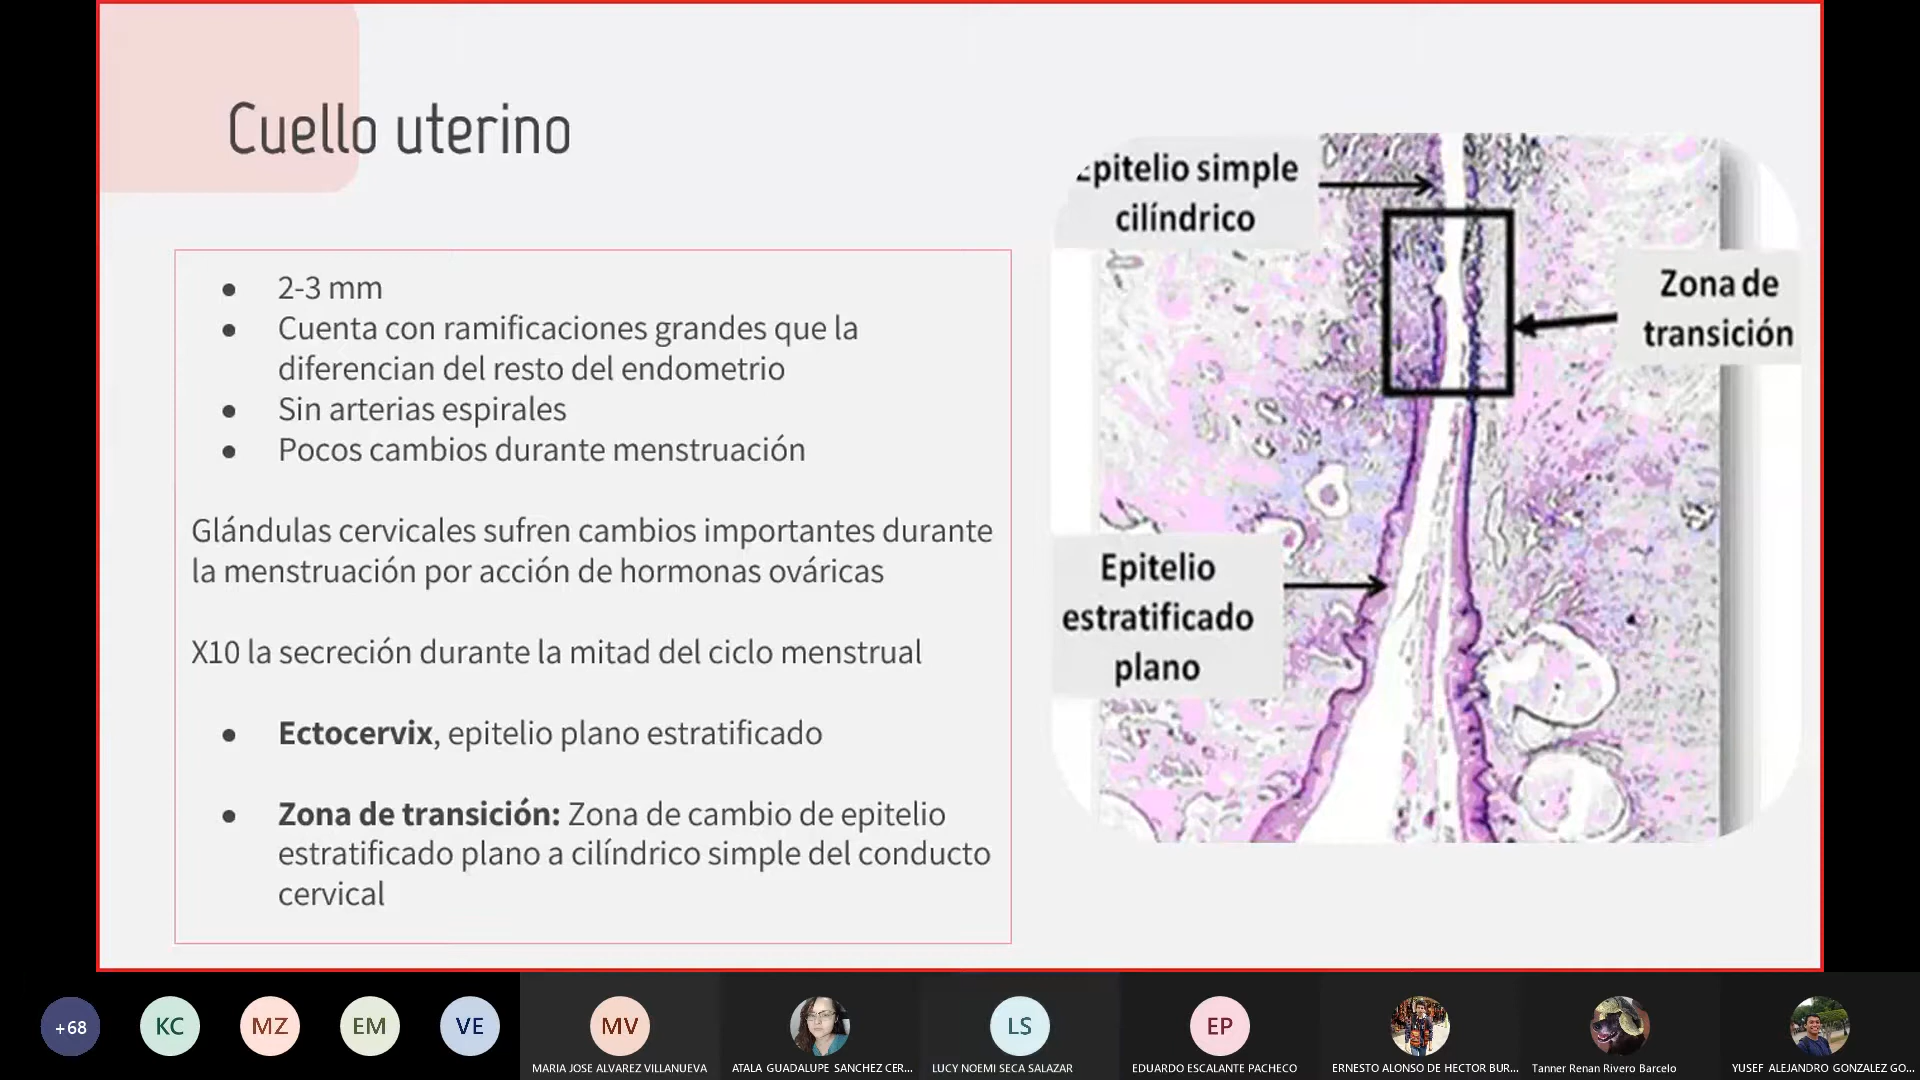 Cuello uterino
2-3 mm
Cuenta con ramificaciones grandes que la
diferencian del resto del endometrio
Sin arterias espirales
Pocos cambios durante menstruación
Glándulas cervicales sufren cambios importantes durante
la menstruación por acción de hormonas ováricas
X10 la secreción durante la mitad del ciclo menstrual
Ectocervix, epitelio plano estratificado
Zona de transición: Zona de cambio de epitelio
estratificado plano a cilíndrico simple del conducto
cervical
Epitelio simple
cilíndrico
Zona de
transición
Epitelio
estratificado
plano
+68
KC
MZ
EM
VE
MV
MARIA JOSE ALVAREZ VILLANUEVA
ATALA GUADALUPE SANCHEZ CER...
LS
LUCY NOEMI SECA SALAZAR
EP
EDUARDO ESCALANTE PACHECO
ERNESTO ALONSO DE HECTOR BUR...
Tanner Renan Rivero Barcelo
YUSEF ALEJANDRO GONZALEZ GO...